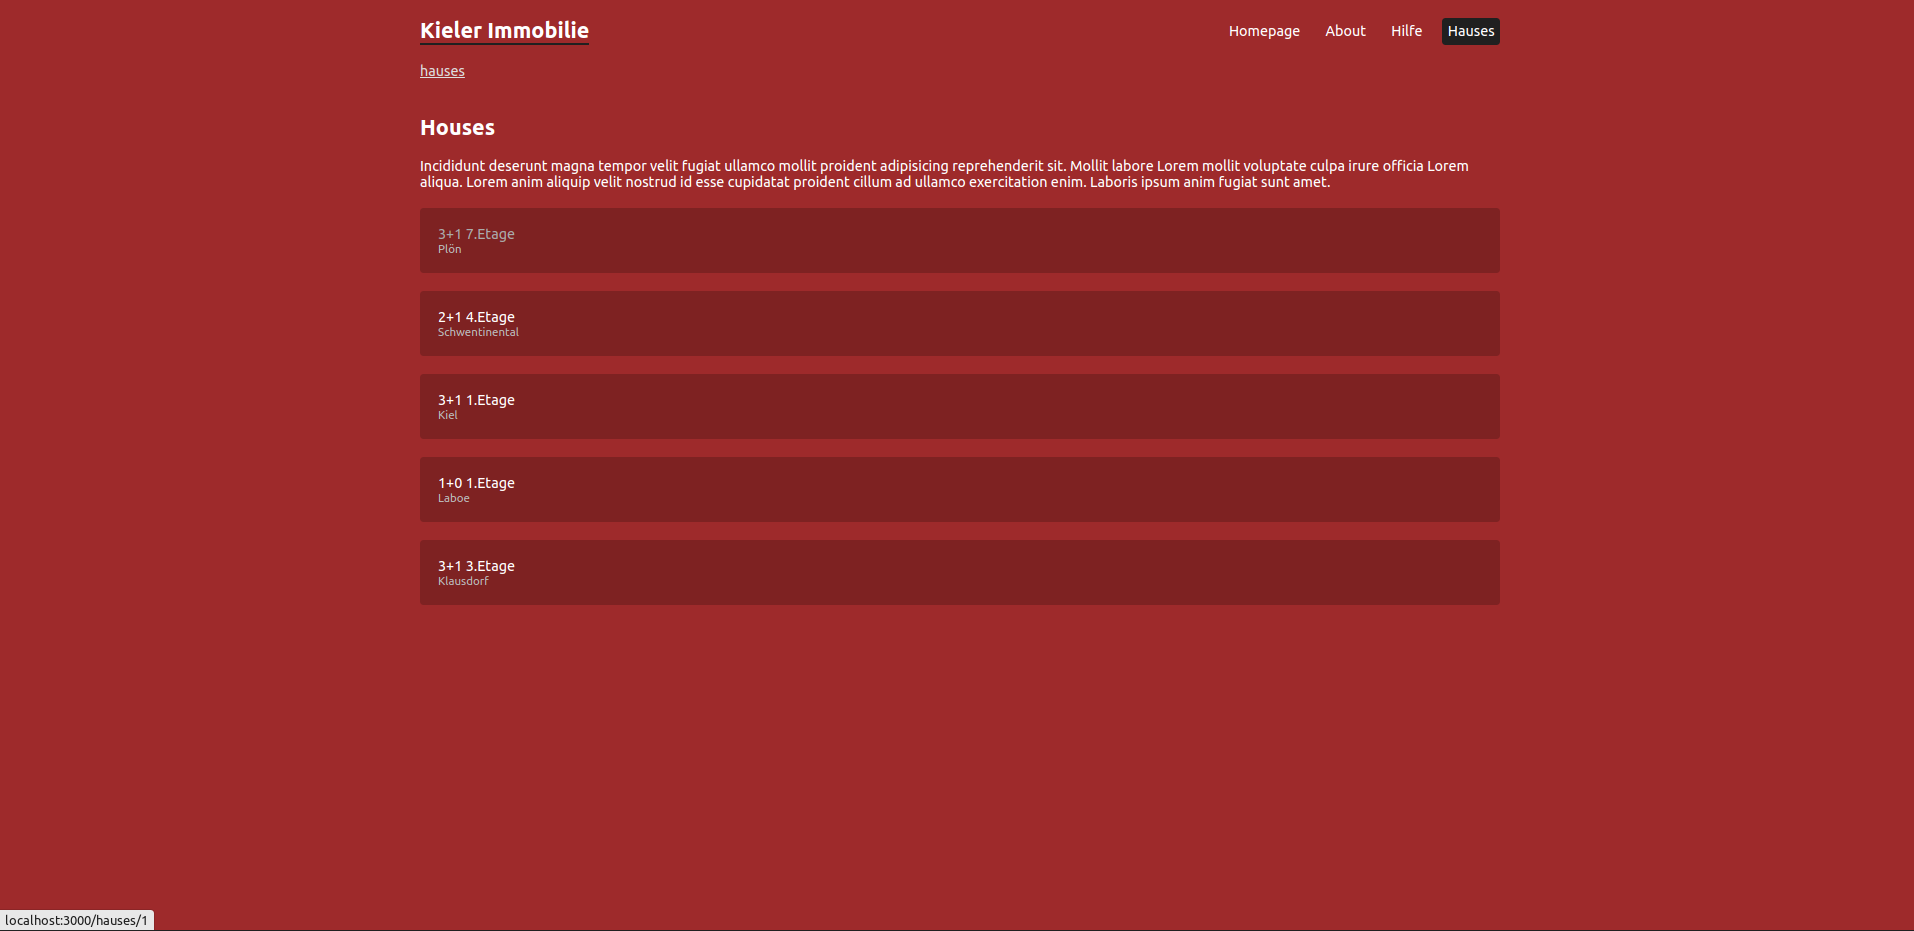 Kieler Immobilie
Homepage About Hilfe Hauses
hauses
Houses
Incididunt deserunt magna tempor velit fugiat ullamco mollit proident adipisicing reprehenderit sit. Mollit labore Lorem mollit voluptate culpa irure officia Lorem
aliqua. Lorem anim aliquip velit nostrud id esse cupidatat proident cillum ad ullamco exercitation enim. Laboris ipsum anim fugiat sunt amet.
3+1 7.Etage
Plön
2+1 4.Etage
Schwentinental
3+1 1.Etage
Kiel
1+0 1.Etage
Laboe
3+1 3.Etage
Klausdorf
localhost:3000/hauses/1